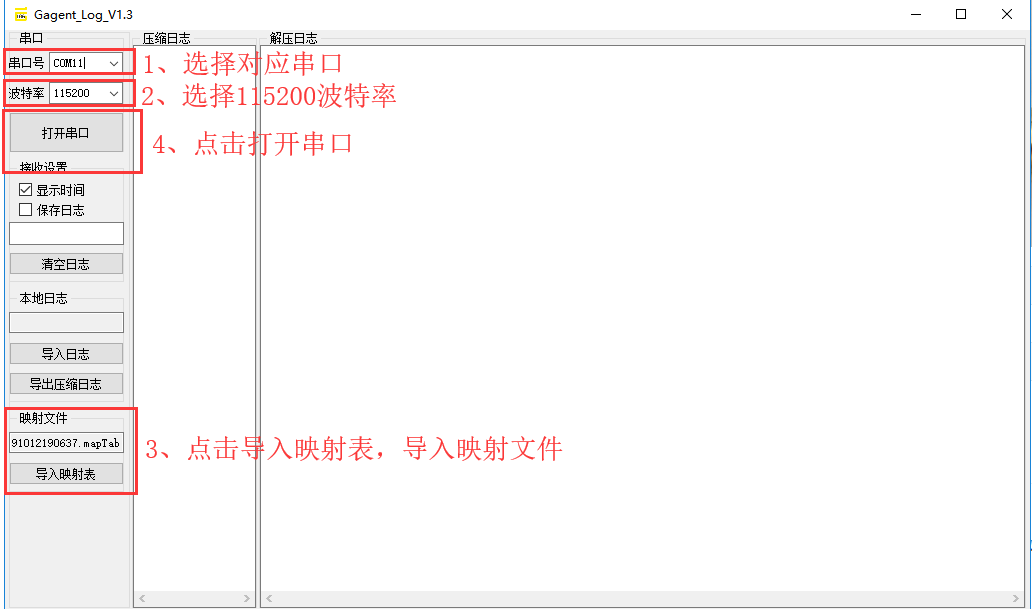 Gagent_Log_V1.3
串口
压缩日志
解压日志
串口号 COM11
1、选择对应串口
波特率 115200
2、选择115200波特率
打开串口
4、点击打开串口
接收设置
显示时间
保存日志
清空日志
本地日志
导入日志
导出压缩日志
映射文件
91012190637.mapTab
3、点击导入映射表，导入映射文件
导入映射表